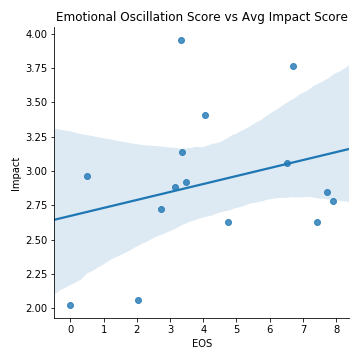 Emotional Oscillation Score vs Avg Impact Score
4.00
3.75
3.50
3.25
3.00
2.75
2.50
2.25
2.00
Impact
0 1 2 3 4 5 6 7 8
EOS